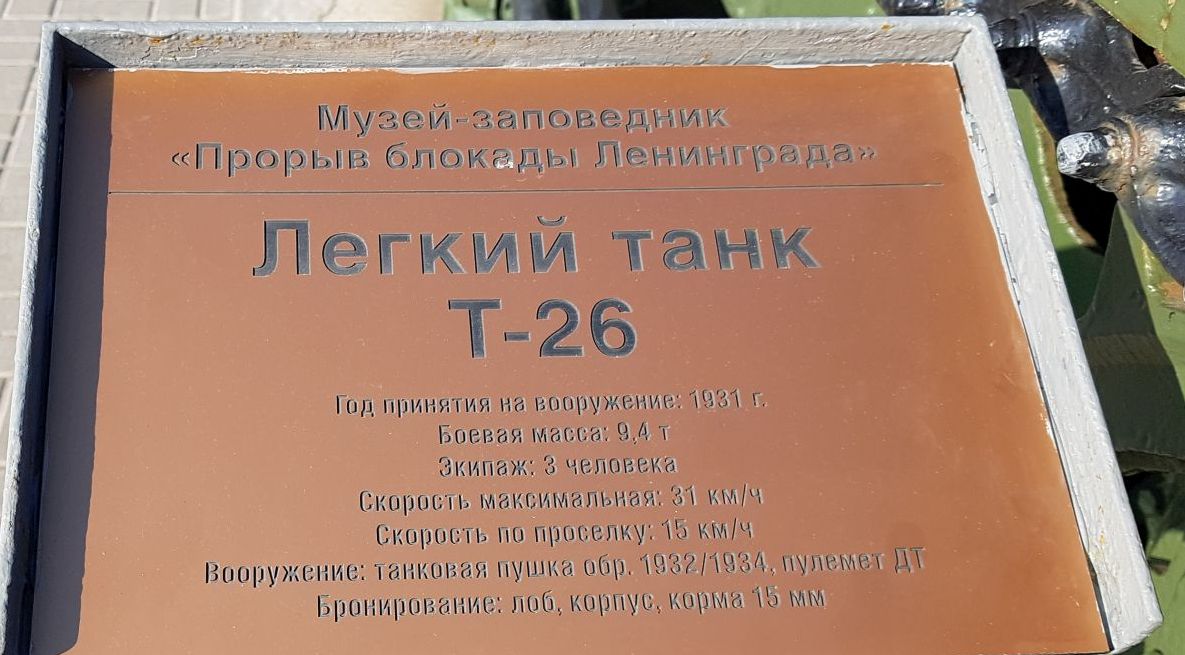 Музей-заповедник
«Прорыв блокады Ленинграда»
Легкий танк
Т-26
Год принятия на вооружение: 1931 г.
Боевая масса: 9,4 т
Экипаж: 3 человека
Скорость максимальная: 31 км/ч
Скорость по проселку: 15 км/ч
Вооружение: танковая пушка обр. 1932/1934, пулемет ДТ
Бронирование: лоб, корпус, корма 15 мм